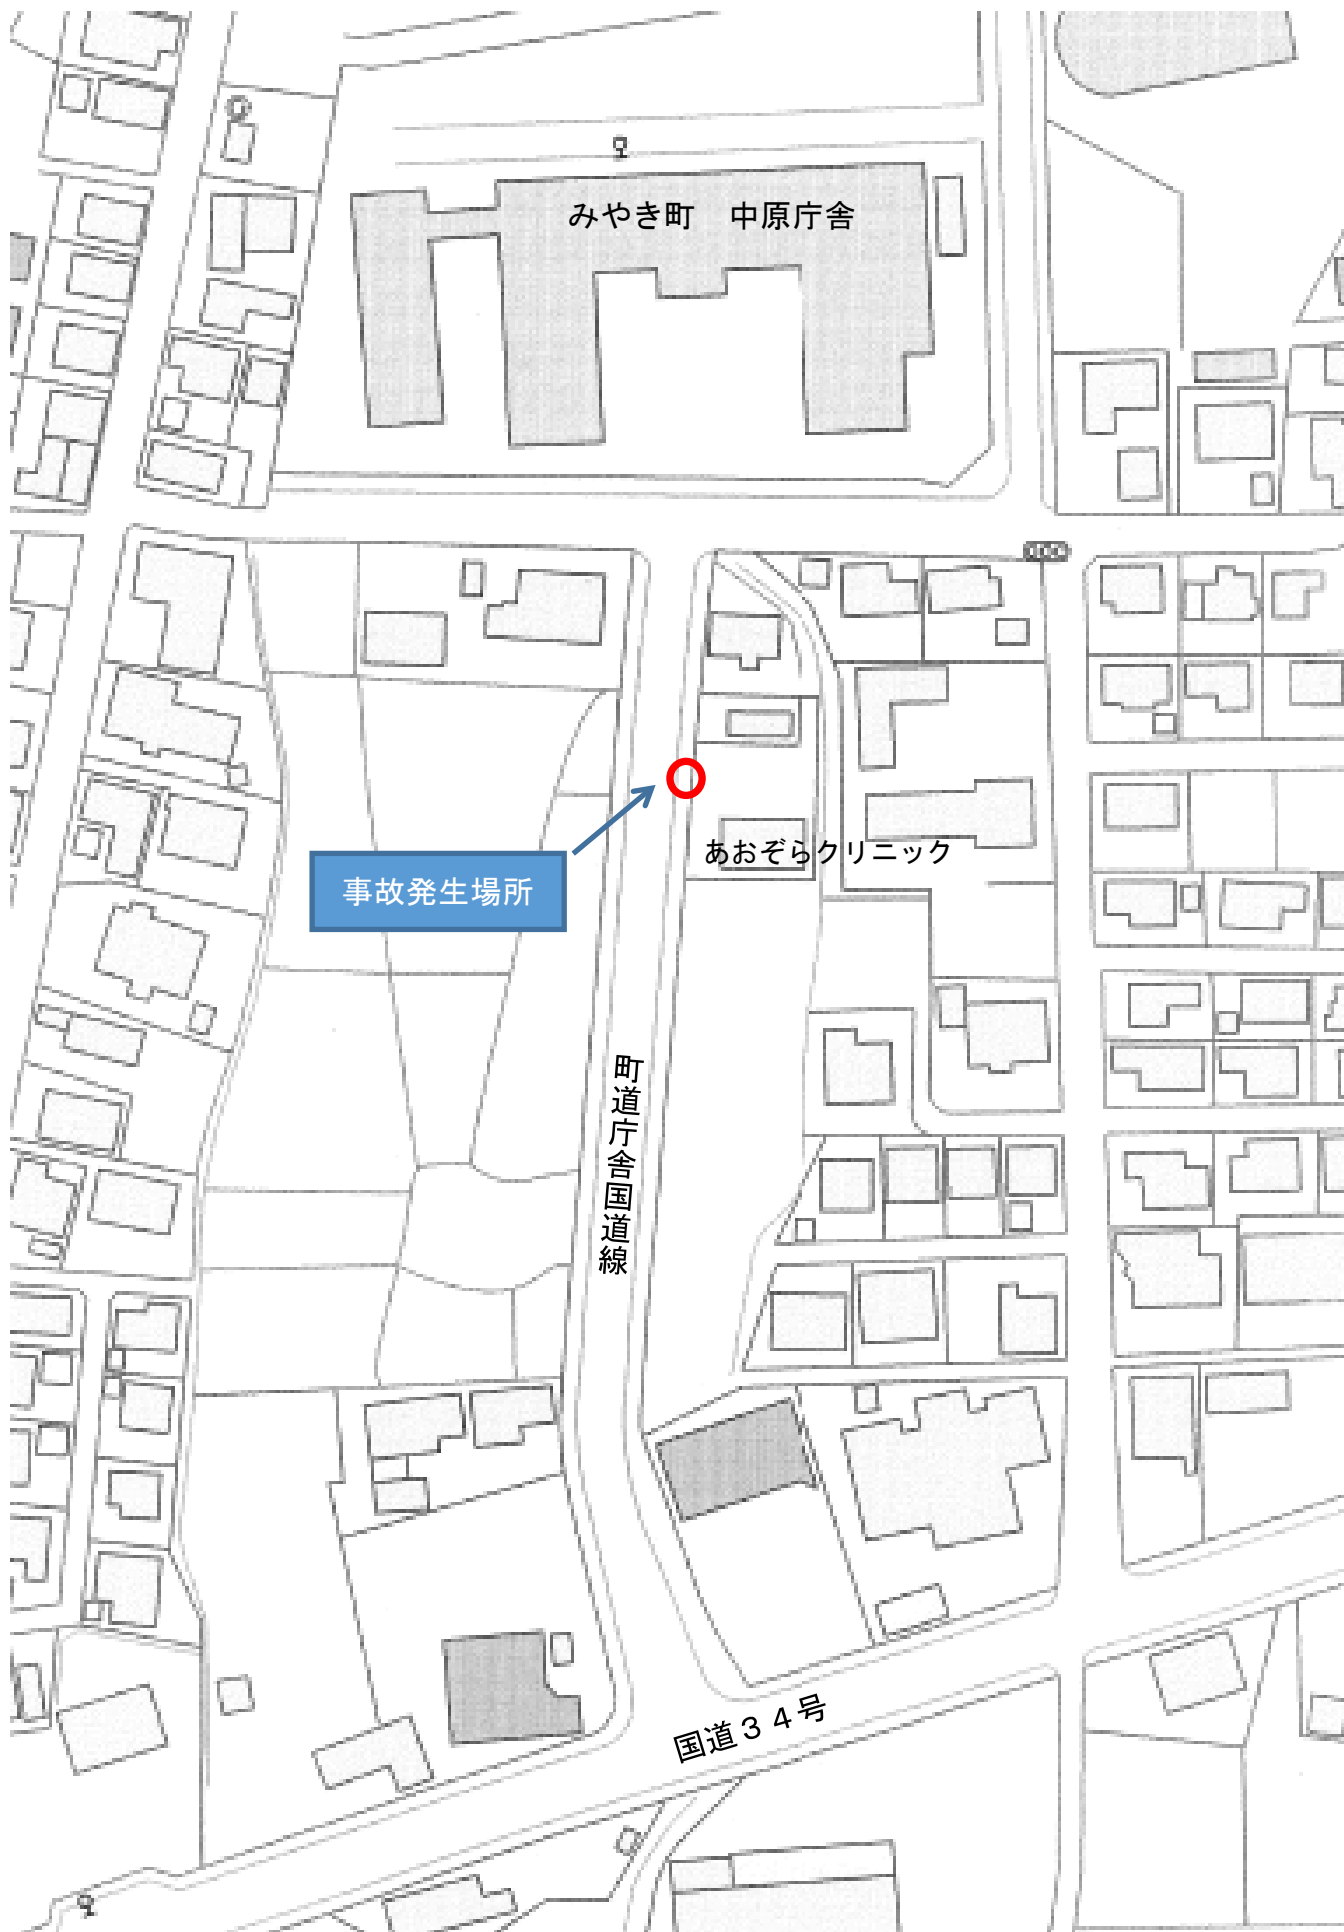 みやき町　中原庁舎
あおぞらクリニック
事故発生場所
町道庁舎国道線
国道３４号